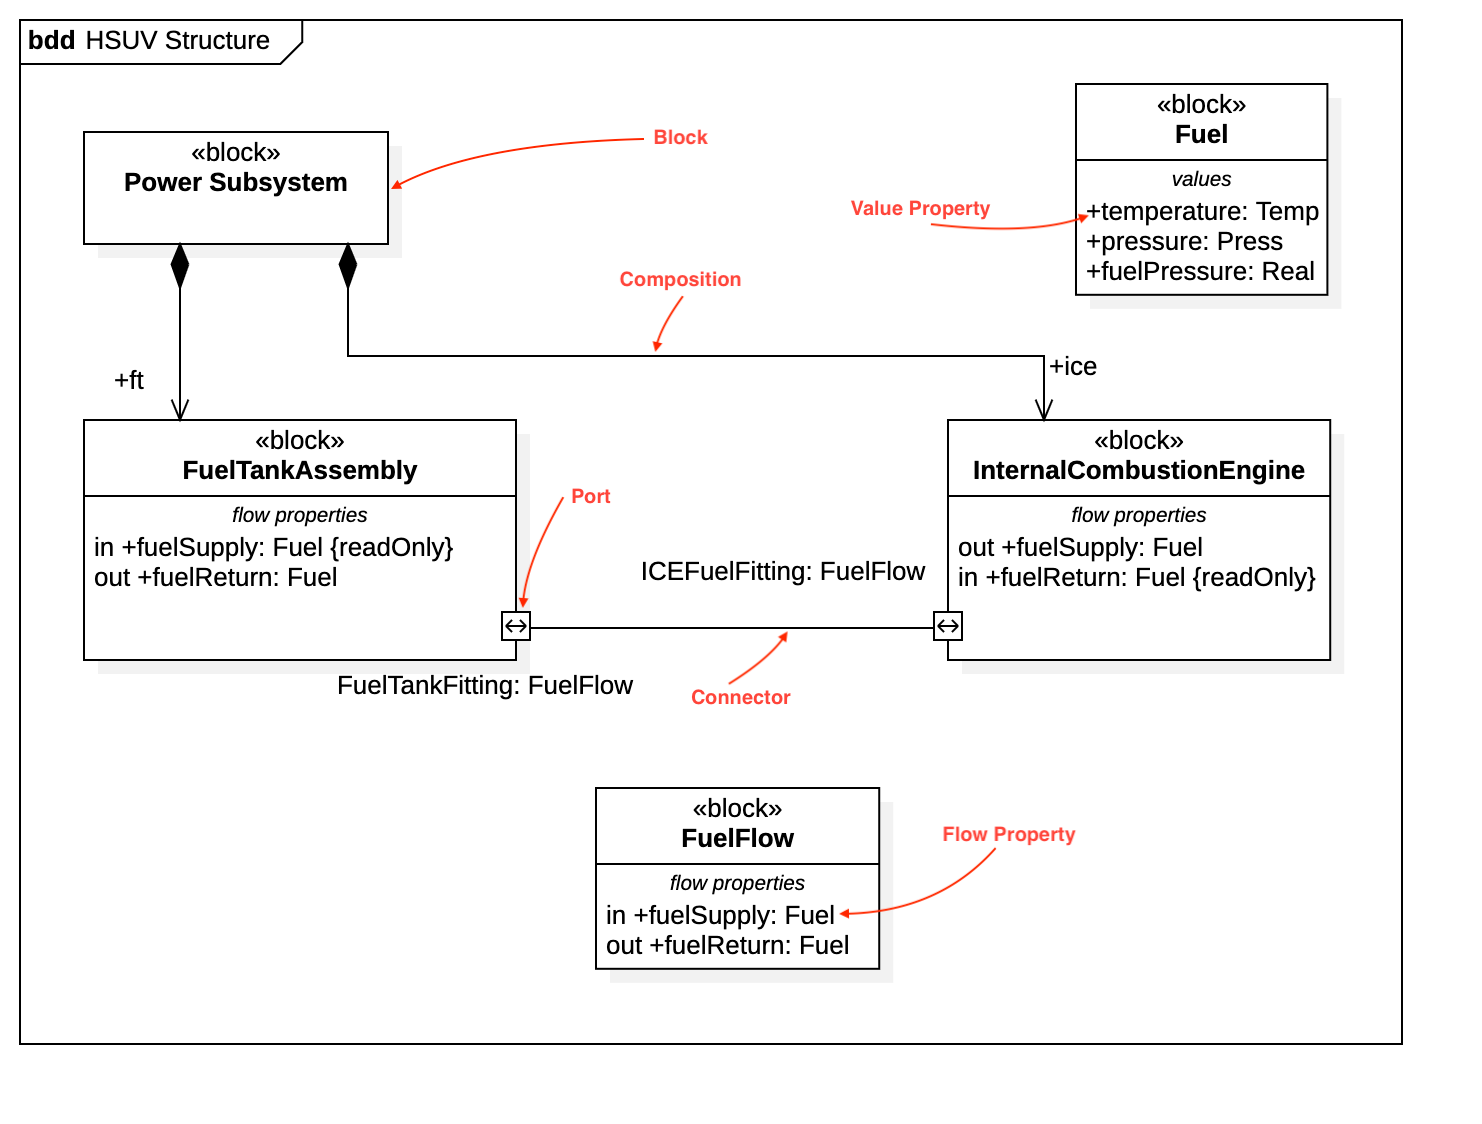 bdd HSUV Structure
«block»
Power Subsystem
Block
«block»
Fuel
values
+temperature: Temp
+pressure: Press
+fuelPressure: Real
Value Property
Composition
+ft
+ice
«block»
FuelTankAssembly
flow properties
in +fuelSupply: Fuel {readOnly}
out +fuelReturn: Fuel
Port
«block»
InternalCombustionEngine
flow properties
out +fuelSupply: Fuel
in +fuelReturn: Fuel {readOnly}
ICEFuelFitting: FuelFlow
FuelTankFitting: FuelFlow
Connector
«block»
FuelFlow
flow properties
in +fuelSupply: Fuel
out +fuelReturn: Fuel
Flow Property